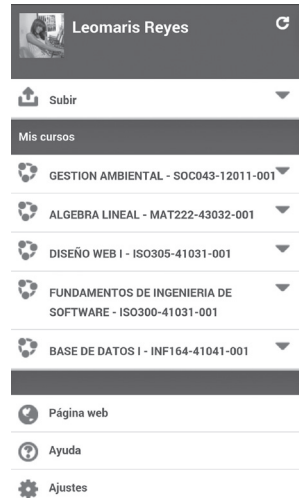 Leomaris Reyes
Subir
Mis cursos
GESTION AMBIENTAL - SOC043-12011-001
ALGEBRA LINEAL - MAT222-43032-001
DISEÑO WEB I - ISO305-41031-001
FUNDAMENTOS DE INGENIERIA DE
SOFTWARE - ISO300-41031-001
BASE DE DATOS I - INF164-41041-001
Página web
Ayuda
Ajustes